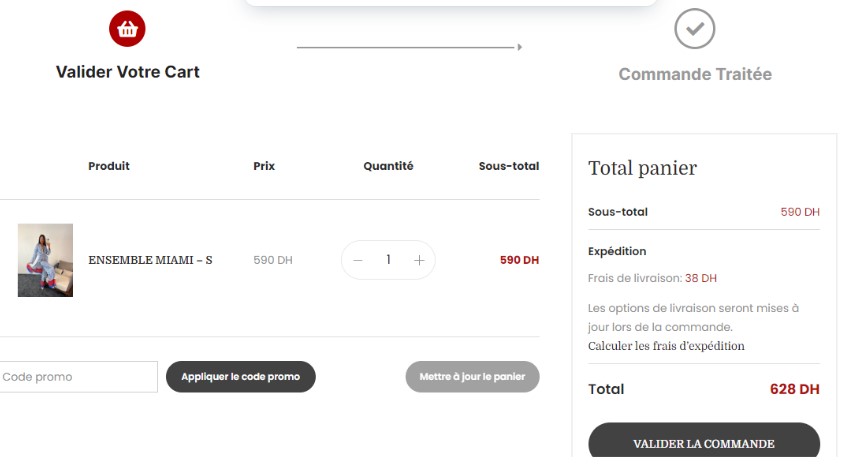 Valider Votre Cart
Commande Traitée
Produit
Prix
Quantité
Sous-total
ENSEMBLE MIAMI – S
590 DH
1
590 DH
Code promo
Appliquer le code promo
Mettre à jour le panier
Total panier
Sous-total 590 DH
Expédition
Frais de livraison: 38 DH
Les options de livraison seront mises à
jour lors de la commande.
Calculer les frais d'expédition
Total 628 DH
VALIDER LA COMMANDE